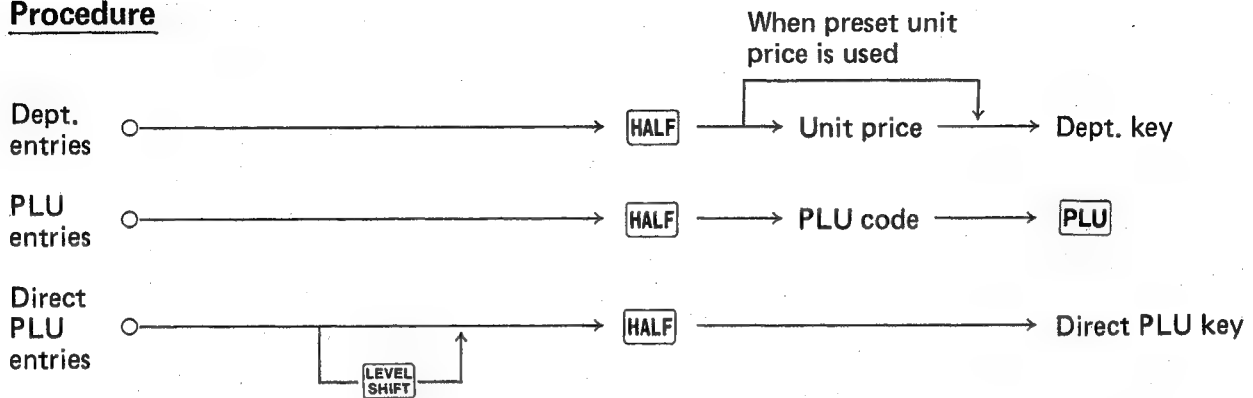 Procedure
When preset unit
price is used
Dept.
entries
HALF
Unit price
Dept. key
PLU
entries
HALF
PLU code
PLU
Direct
PLU
entries
HALF
Direct PLU key
LEVEL
SHIFT